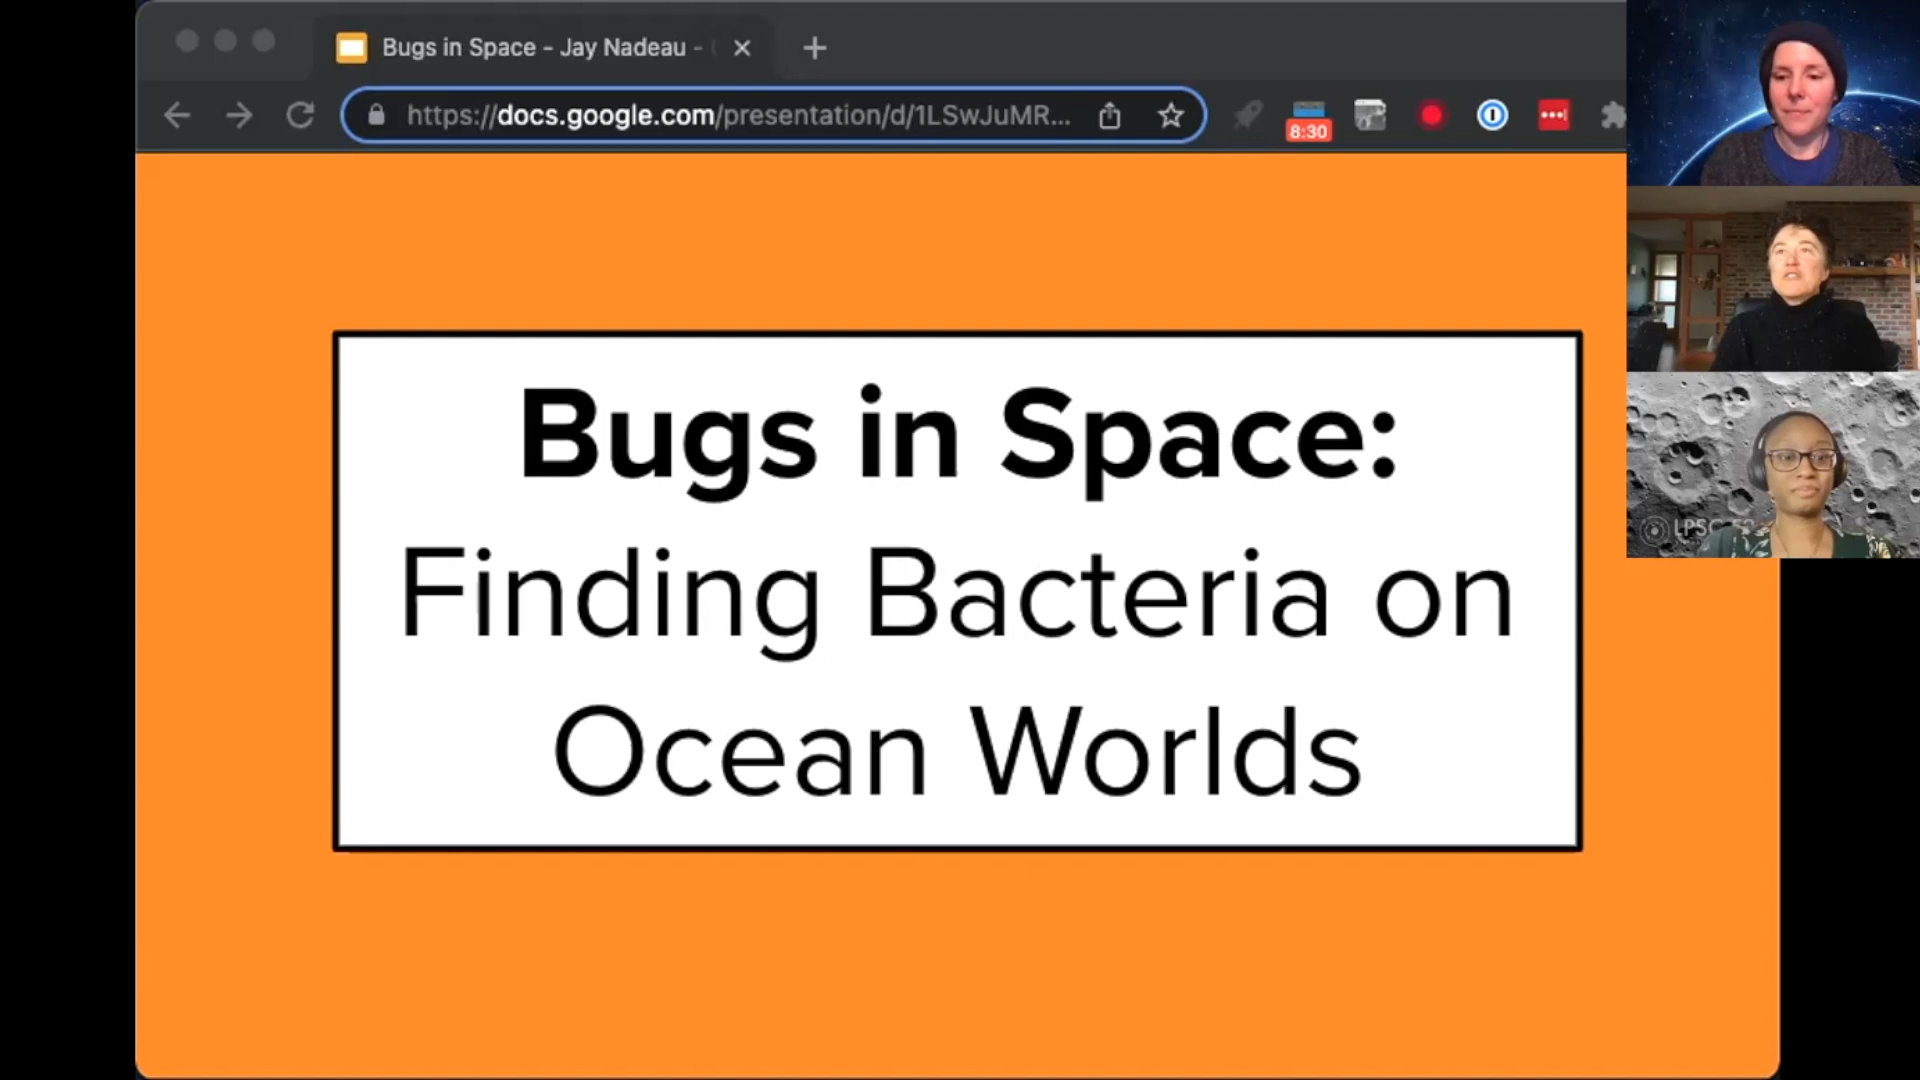 Bugs in Space - Jay Nadeau -
https://docs.google.com/presentation/d/1LSwJuMR...
8:30
Bugs in Space:
Finding Bacteria on
Ocean Worlds